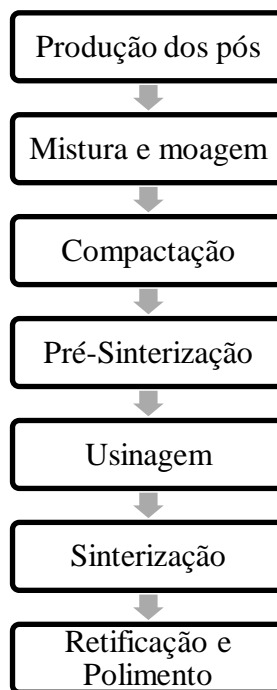 Produção dos pós
Mistura e moagem
Compactação
Pré-Sinterização
Usinagem
Sinterização
Retificação e
Polimento